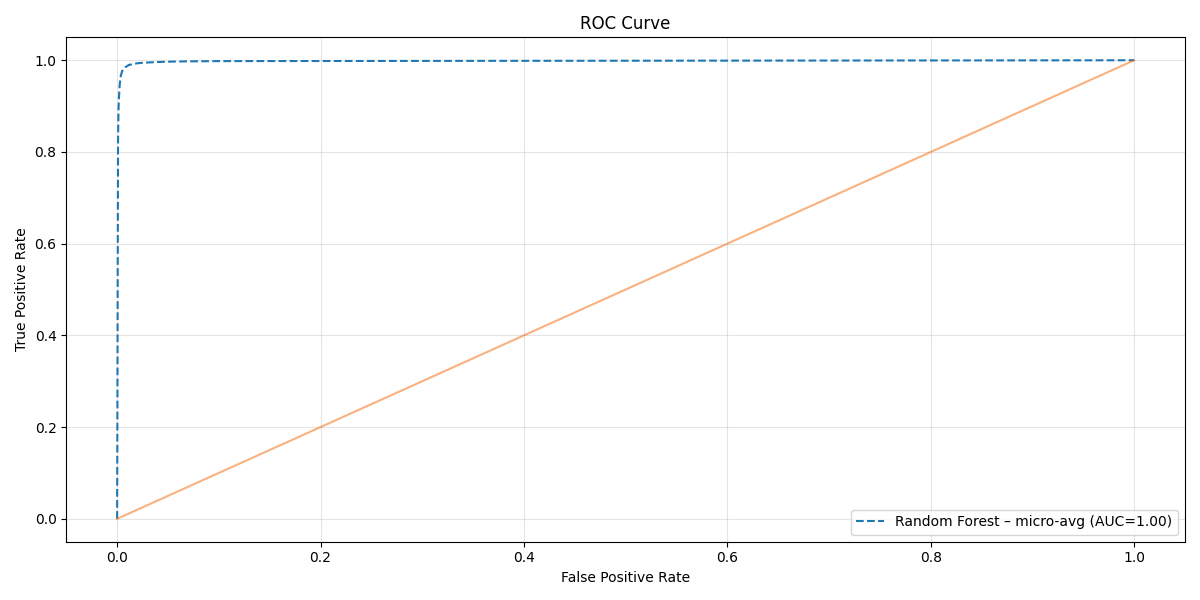 ROC Curve
1.0
0.8
0.6
0.4
0.2
0.0
True Positive Rate
Random Forest – micro-avg (AUC=1.00)
0.0 0.2 0.4 0.6 0.8 1.0
False Positive Rate